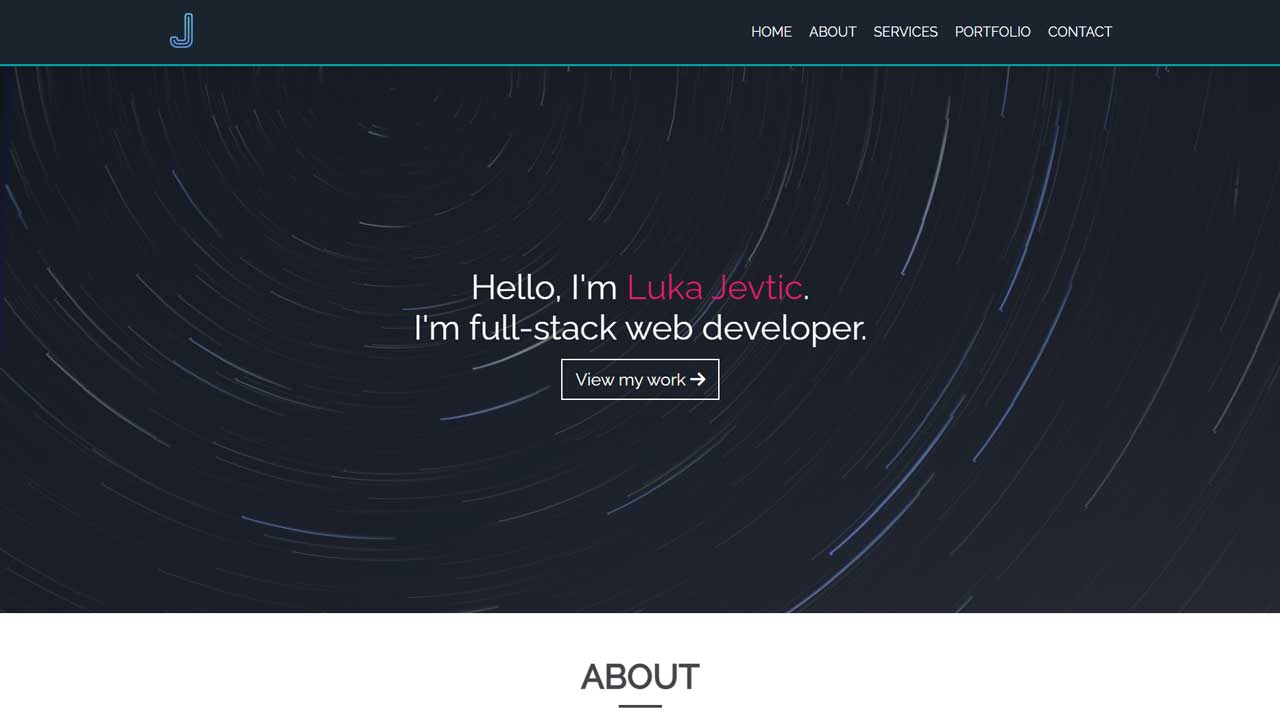 J
HOME ABOUT SERVICES PORTFOLIO CONTACT
Hello, I'm Luka Jevtic.
I'm full-stack web developer.
View my work
ABOUT